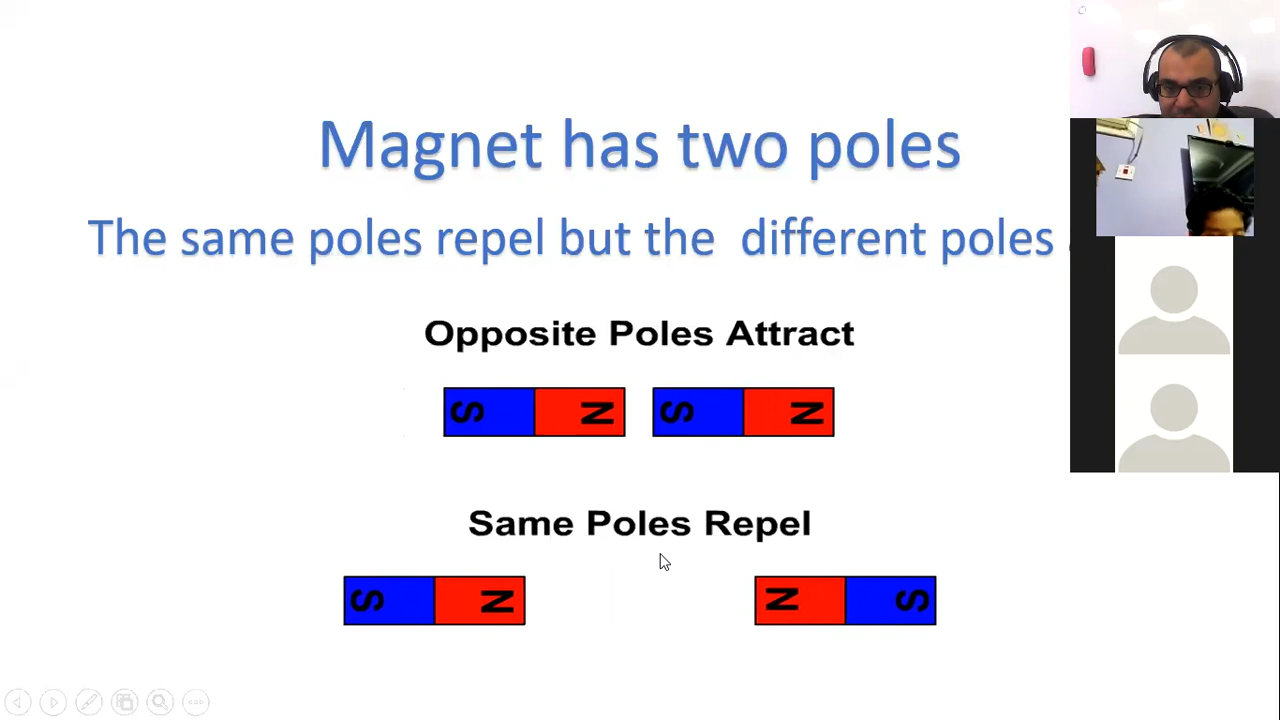 Magnet has two poles
The same poles repel but the different poles
Opposite Poles Attract
S N S N
Same Poles Repel
S N N S